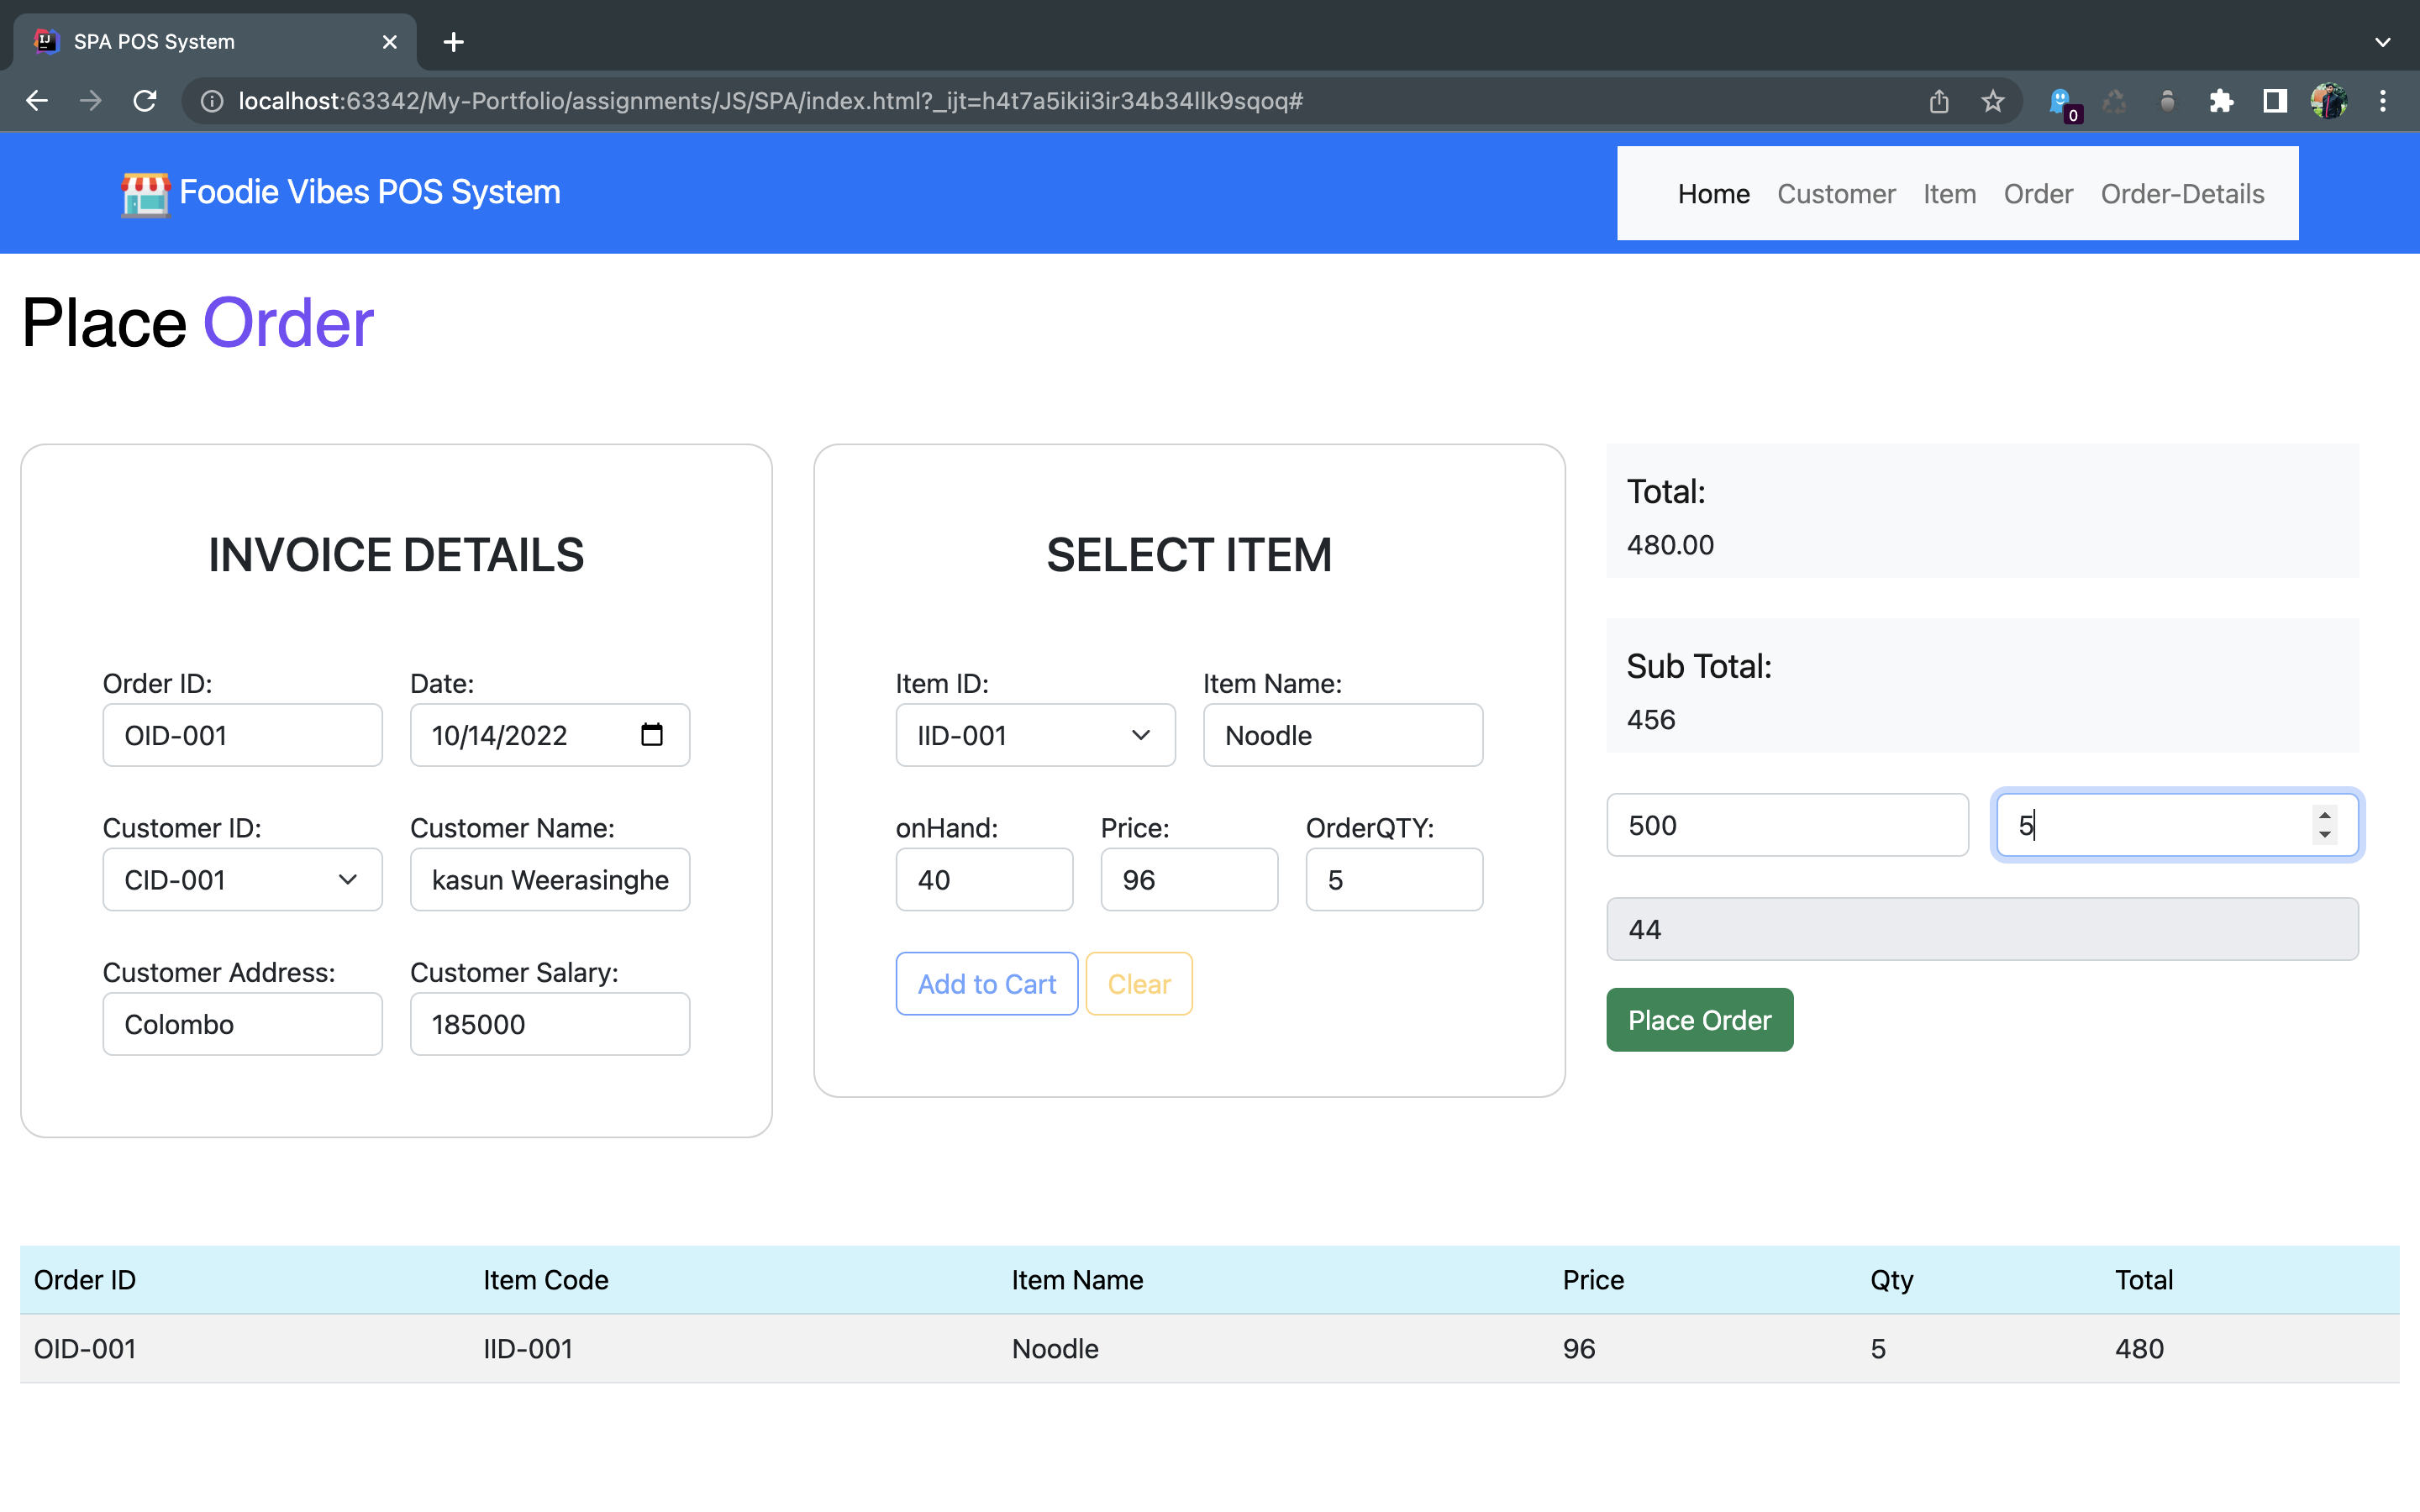 SPA POS System
localhost:63342/My-Portfolio/assignments/JS/SPA/index.html?_ijt=h4t7a5ikii3ir34b34llk9sqoq#
0
Foodie Vibes POS System
Home Customer Item Order Order-Details
Place Order
INVOICE DETAILS
Order ID: Date:
OID-001 10/14/2022
Customer ID: Customer Name:
CID-001 kasun Weerasinghe
Customer Address: Customer Salary:
Colombo 185000
SELECT ITEM
Item ID: Item Name:
IID-001 Noodle
onHand: Price: OrderQTY:
40 96 5
Add to Cart Clear
Total:
480.00
Sub Total:
456
500 5
44
Place Order
Order ID Item Code Item Name Price Qty Total
OID-001 IID-001 Noodle 96 5 480